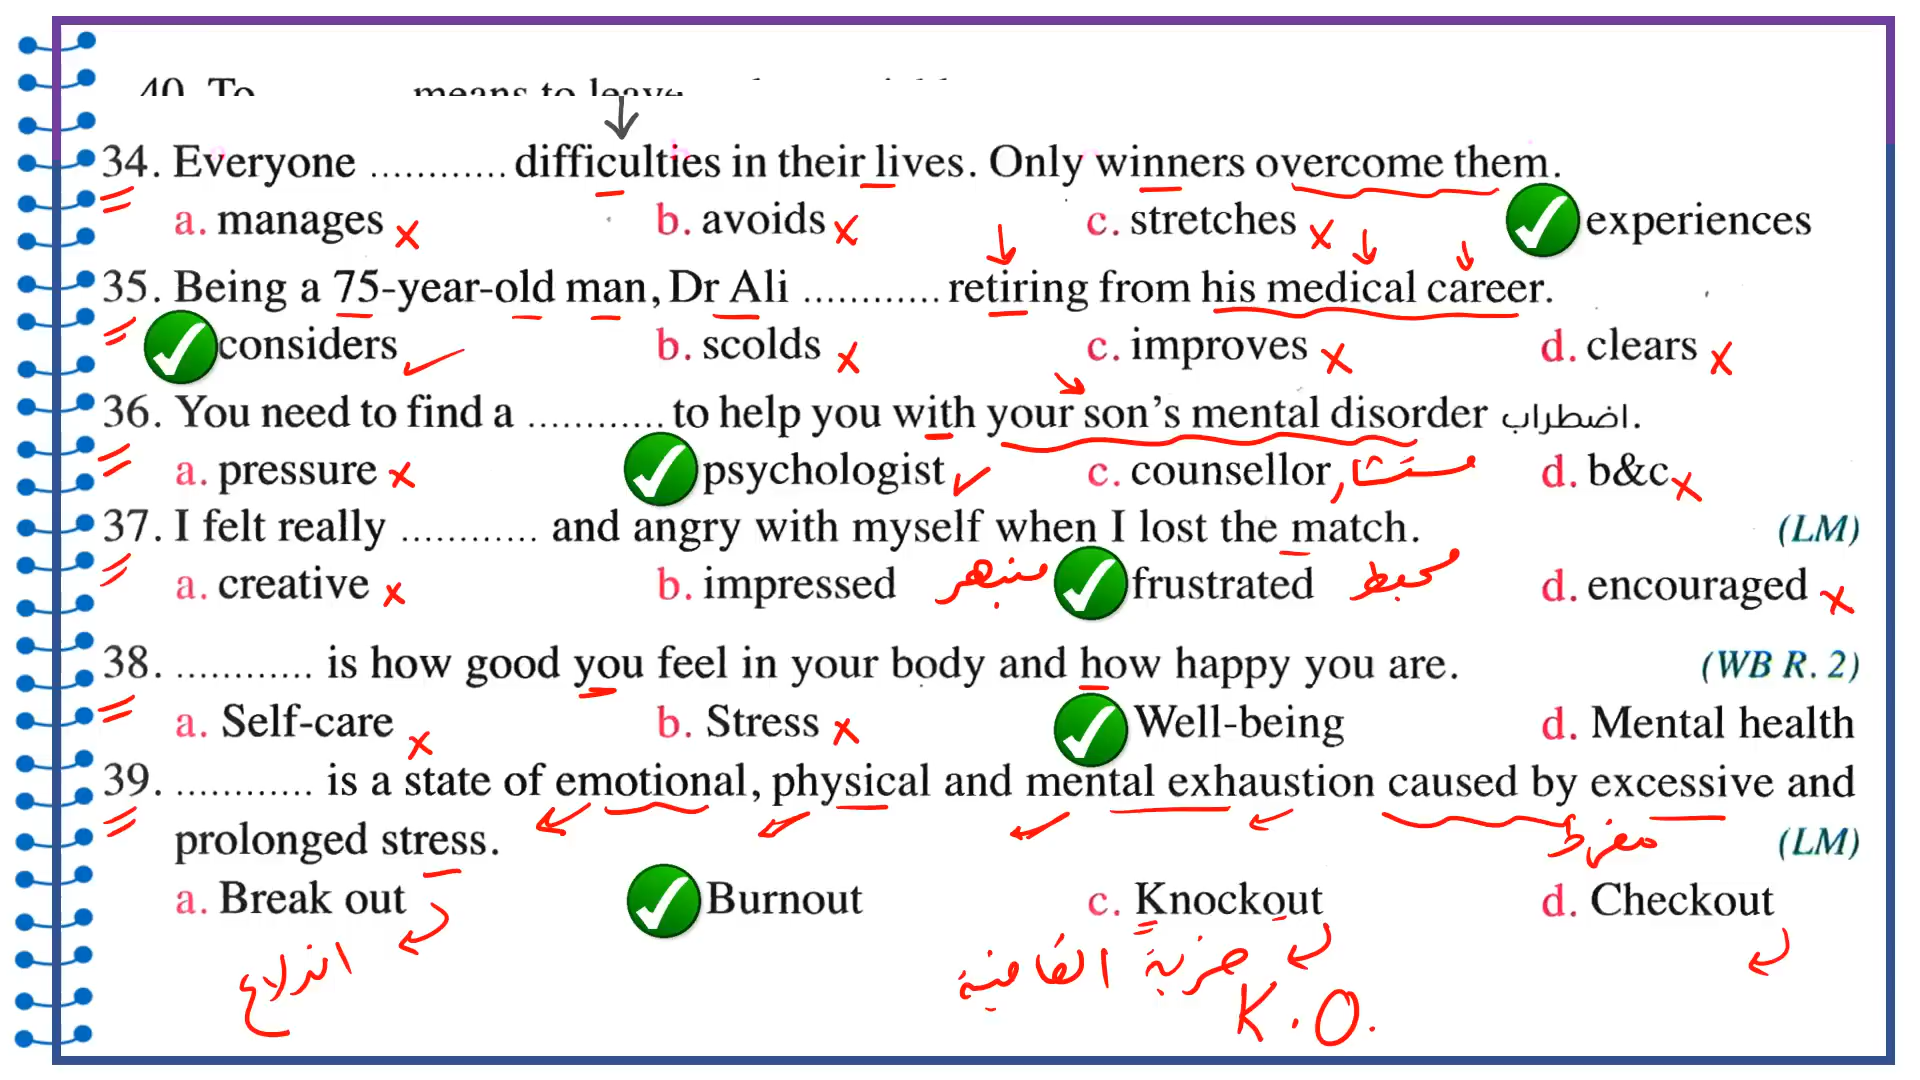 40. To ............ means to leave
34. Everyone ............ difficulties in their lives. Only winners overcome them.
a. manages x b. avoids x c. stretches x experiences
35. Being a 75-year-old man, Dr Ali ............ retiring from his medical career.
considers b. scolds x c. improves x d. clears x
36. You need to find a ............ to help you with your son's mental disorder اضطراب.
a. pressure x psychologist c. counsellor, مستشار d. b&c x
37. I felt really ............ and angry with myself when I lost the match. (LM)
a. creative x b. impressed منبهر frustrated محبط d. encouraged x
38. ............ is how good you feel in your body and how happy you are. (WB R. 2)
a. Self-care x b. Stress x Well-being d. Mental health
39. ............ is a state of emotional, physical and mental exhaustion caused by excessive and
prolonged stress. مفرط (LM)
a. Break out Burnout c. Knockout d. Checkout
اندلاع ضربة القاضية
K.O.